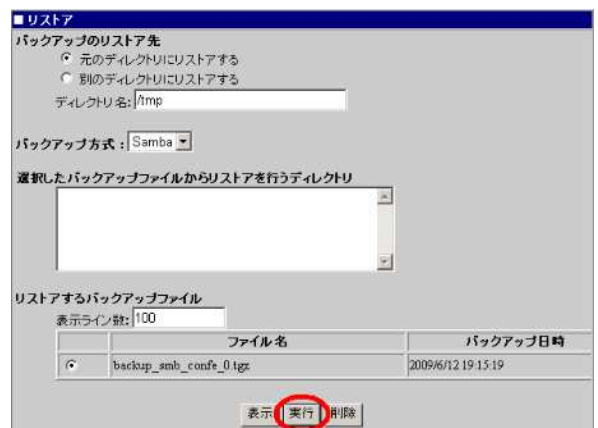 ■リストア
バックアップのリストア先
元のディレクトリにリストアする
別のディレクトリにリストアする
ディレクトリ名: /tmp
バックアップ方式 : Samba
選択したバックアップファイルからリストアを行うディレクトリ
リストアするバックアップファイル
表示ライン数: 100
ファイル名 バックアップ日時
backup_smb_confe_0.tgz 2009/6/12 19:15:19
表示 実行 削除